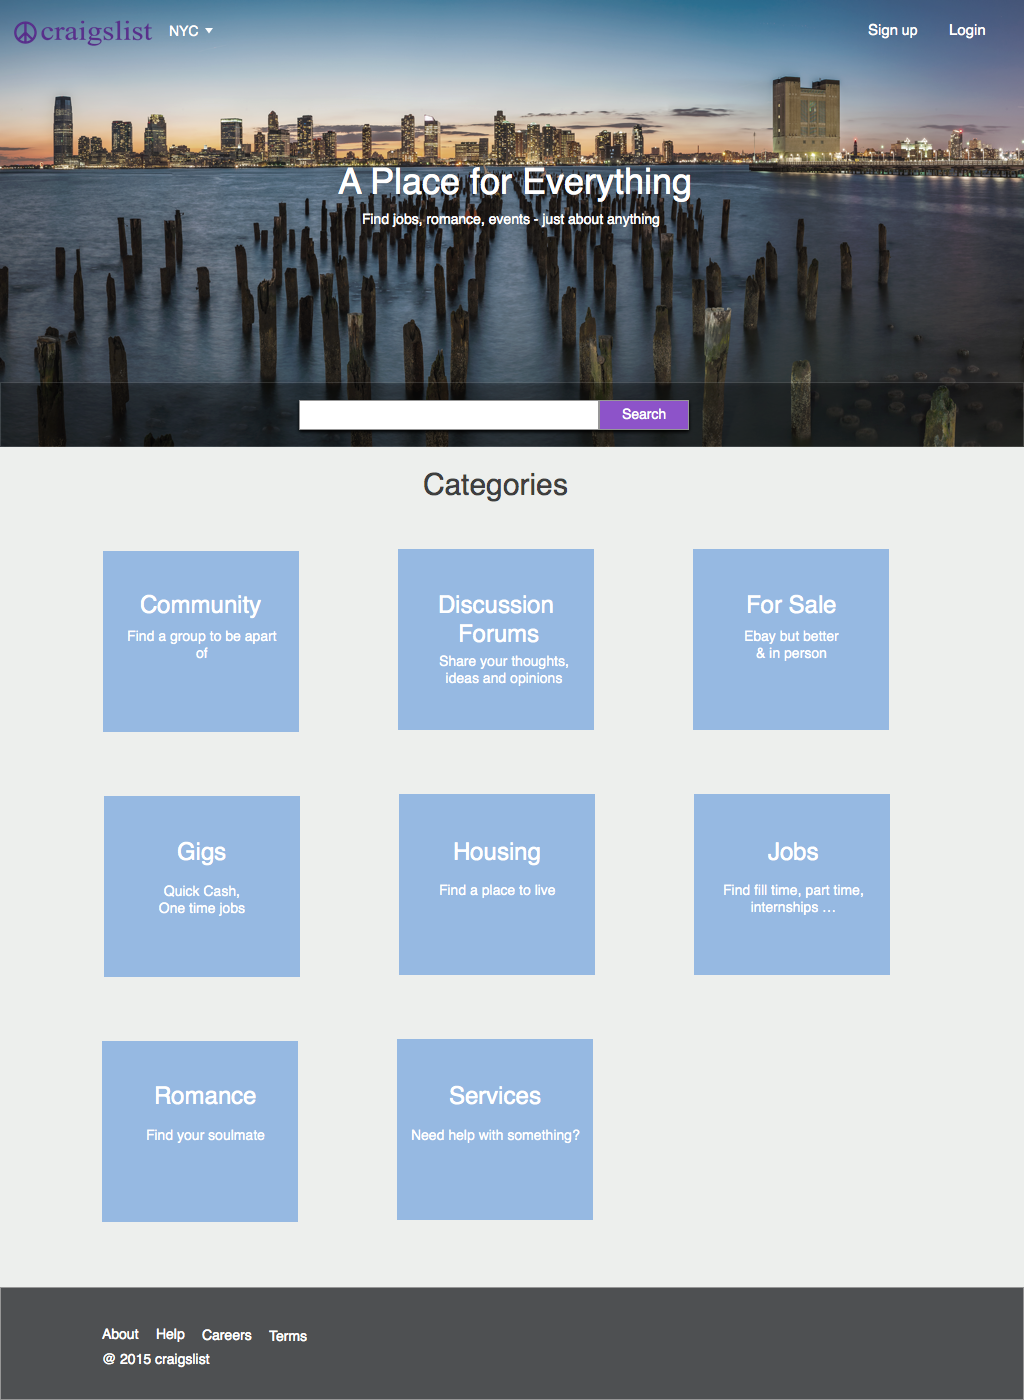 craigslist NYC Sign up Login
A Place for Everything
Find jobs, romance, events - just about anything
Search
Categories
Community
Find a group to be apart
of
Discussion
Forums
Share your thoughts,
ideas and opinions
For Sale
Ebay but better
& in person
Gigs
Quick Cash,
One time jobs
Housing
Find a place to live
Jobs
Find fill time, part time,
internships ...
Romance
Find your soulmate
Services
Need help with something?
About Help Careers Terms
@ 2015 craigslist